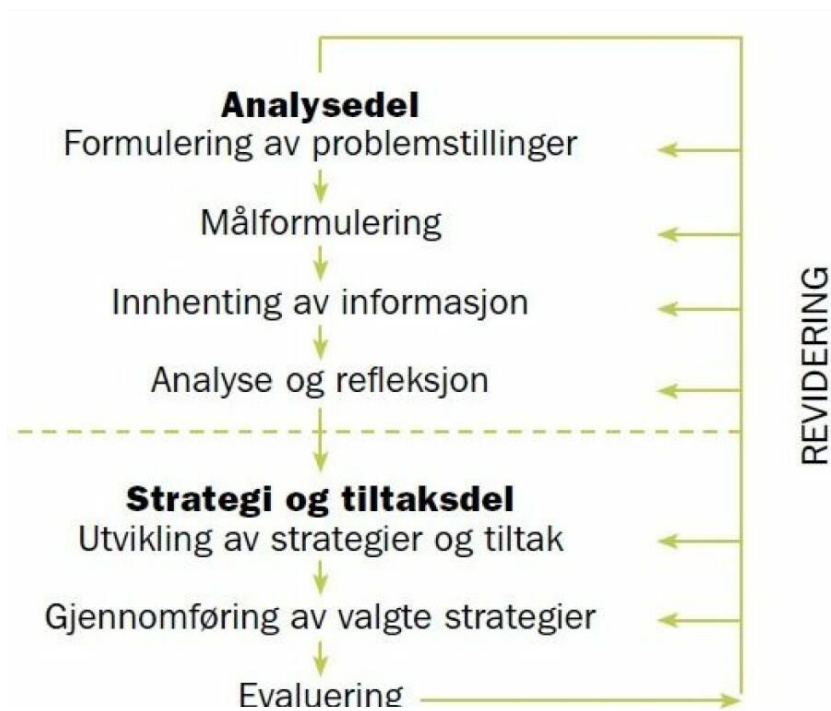 Analysedel
Formulering av problemstillinger
Målformulering
Innhenting av informasjon
Analyse og refleksjon
Strategi og tiltaksdel
Utvikling av strategier og tiltak
Gjennomføring av valgte strategier
Evaluering
REVIDERING